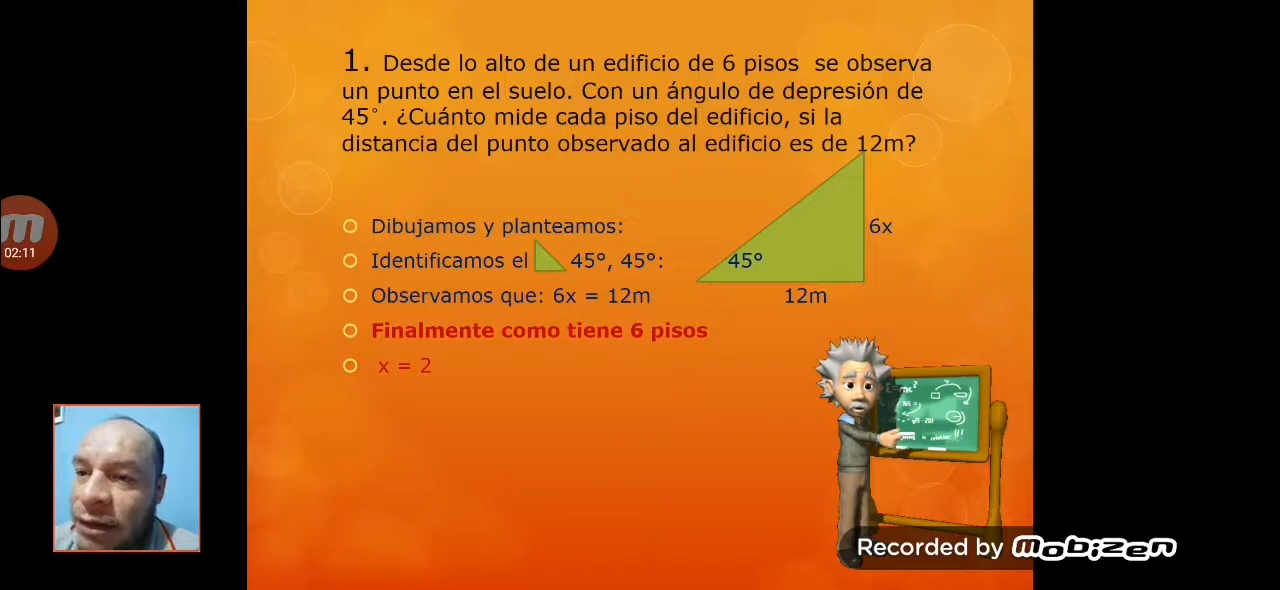 1. Desde lo alto de un edificio de 6 pisos se observa
un punto en el suelo. Con un ángulo de depresión de
45°. ¿Cuánto mide cada piso del edificio, si la
distancia del punto observado al edificio es de 12m?
Dibujamos y planteamos:
6x
Identificamos el 45°, 45°:
45°
Observamos que: 6x = 12m
12m
Finalmente como tiene 6 pisos
x = 2
m
02:11
Recorded by mobizen